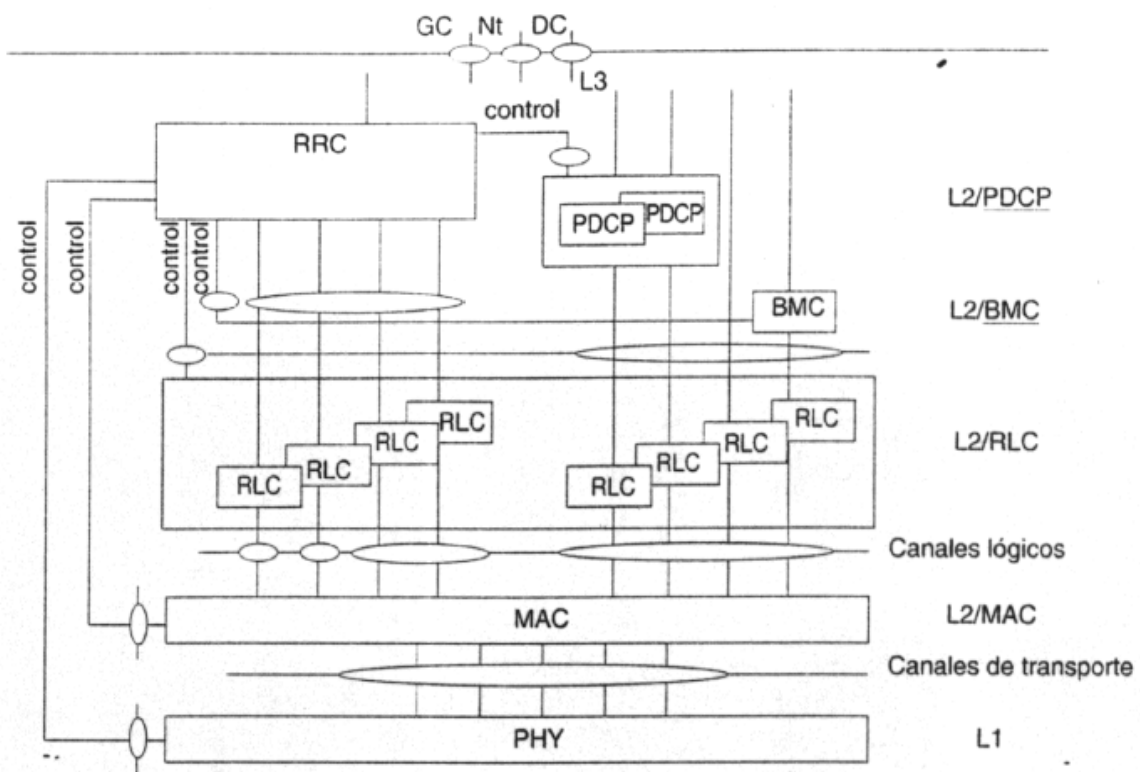 GC Nt DC
L3
control
RRC
PDCP
PDCP
L2/PDCP
control
control
control
control
BMC
L2/BMC
RLC
RLC
RLC
RLC
RLC
RLC
RLC
RLC
L2/RLC
Canales lógicos
MAC
L2/MAC
Canales de transporte
PHY
L1